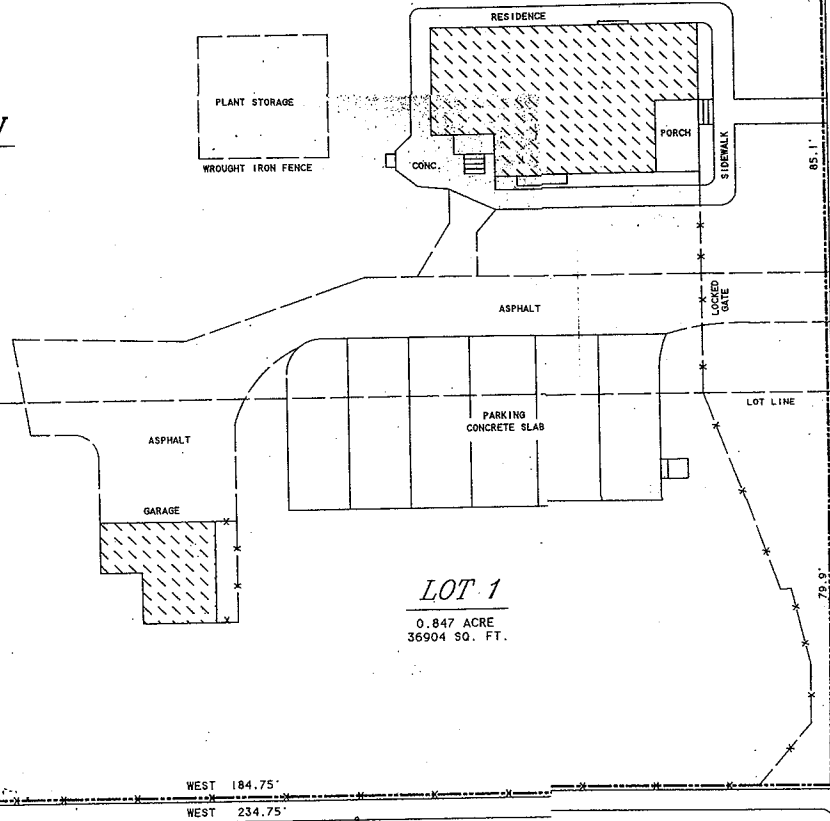 RESIDENCE
PLANT STORAGE
WROUGHT IRON FENCE
CONC.
PORCH
SIDEWALK
85.1'
ASPHALT
LOCKED
GATE
LOT LINE
PARKING
CONCRETE SLAB
ASPHALT
GARAGE
LOT 1
0.847 ACRE
36904 SQ. FT.
79.9'
WEST 184.75'
WEST 234.75'